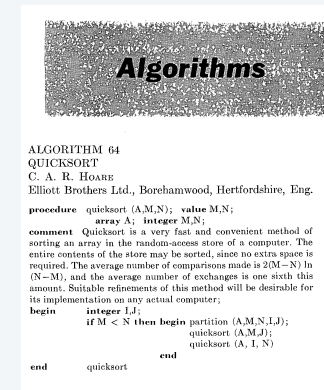 Algorithms
ALGORITHM 64
QUICKSORT
C. A. R. HOARE
Elliott Brothers Ltd., Borehamwood, Hertfordshire, Eng.
procedure quicksort (A,M,N); value M,N;
array A; integer M,N;
comment Quicksort is a very fast and convenient method of
sorting an array in the random-access store of a computer. The
entire contents of the store may be sorted, since no extra space is
required. The average number of comparisons made is 2(M−N) ln
(N−M), and the average number of exchanges is one sixth this
amount. Suitable refinements of this method will be desirable for
its implementation on any actual computer;
begin integer I,J;
if M < N then begin partition (A,M,N,I,J);
quicksort (A,M,J);
quicksort (A, I, N)
end
end quicksort